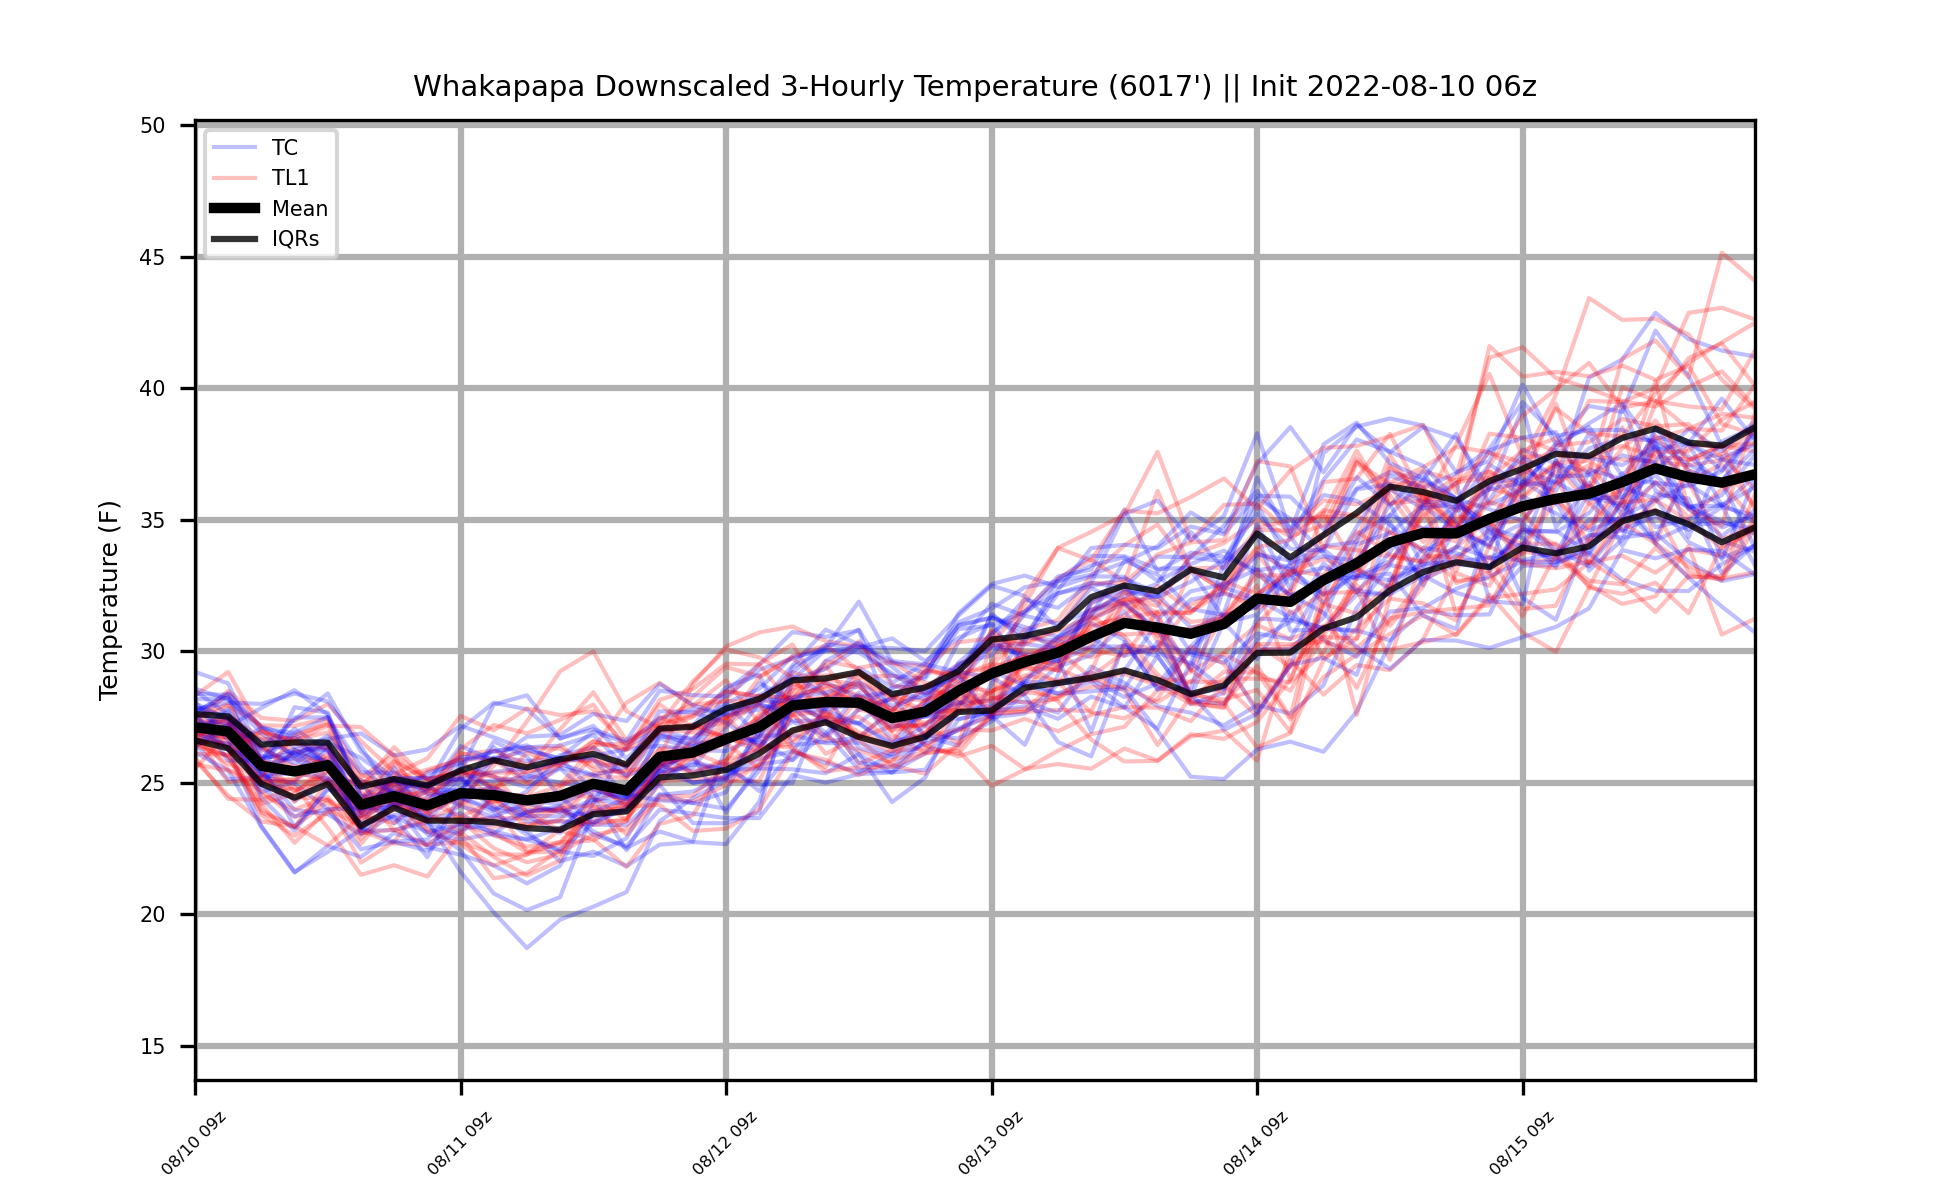 Whakapapa Downscaled 3-Hourly Temperature (6017') || Init 2022-08-10 06z
TC
TL1
Mean
IQRs
Temperature (F)
50
45
40
35
30
25
20
15
08/10 09z
08/11 09z
08/12 09z
08/13 09z
08/14 09z
08/15 09z